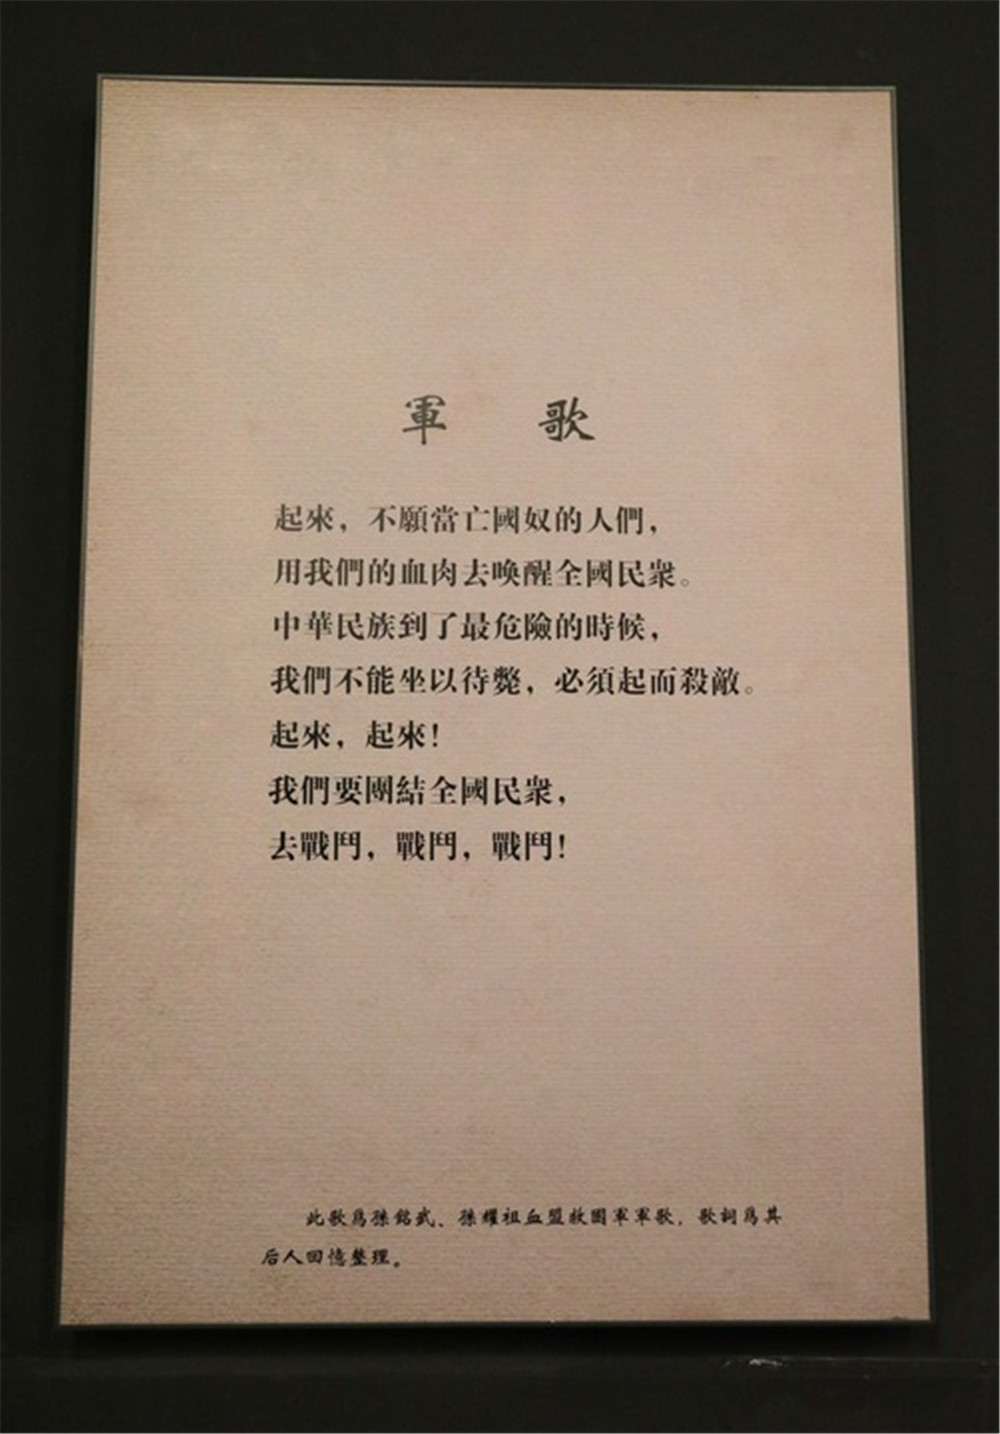 軍 歌
起來，不願當亡國奴的人們，
用我們的血肉去喚醒全國民衆。
中華民族到了最危險的時候，
我們不能坐以待斃，必須起而殺敵。
起來，起來！
我們要團結全國民衆，
去戰鬥，戰鬥，戰鬥！
此歌爲孫銘武、孫耀祖血盟救國軍軍歌，歌詞爲其
后人回憶整理。